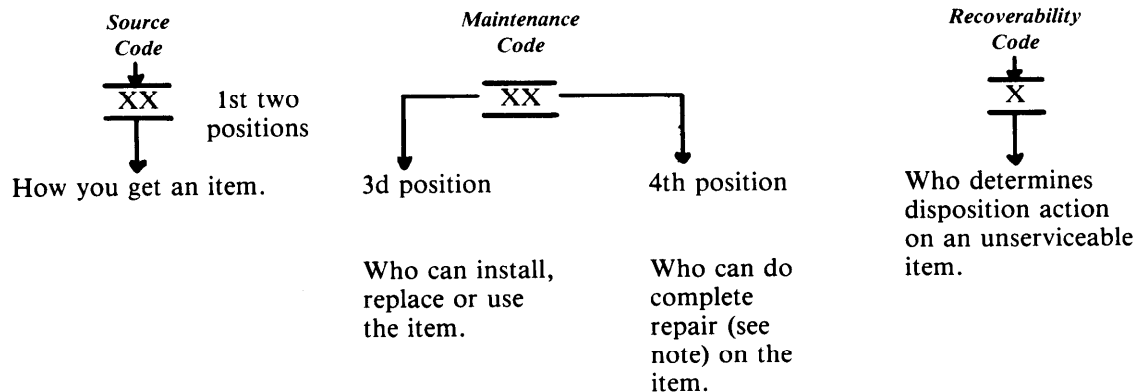 Source
Code
XX
1st two
positions
How you get an item.
Maintenance
Code
XX
3d position
Who can install,
replace or use
the item.
4th position
Who can do
complete
repair (see
note) on the
item.
Recoverability
Code
X
Who determines
disposition action
on an unserviceable
item.